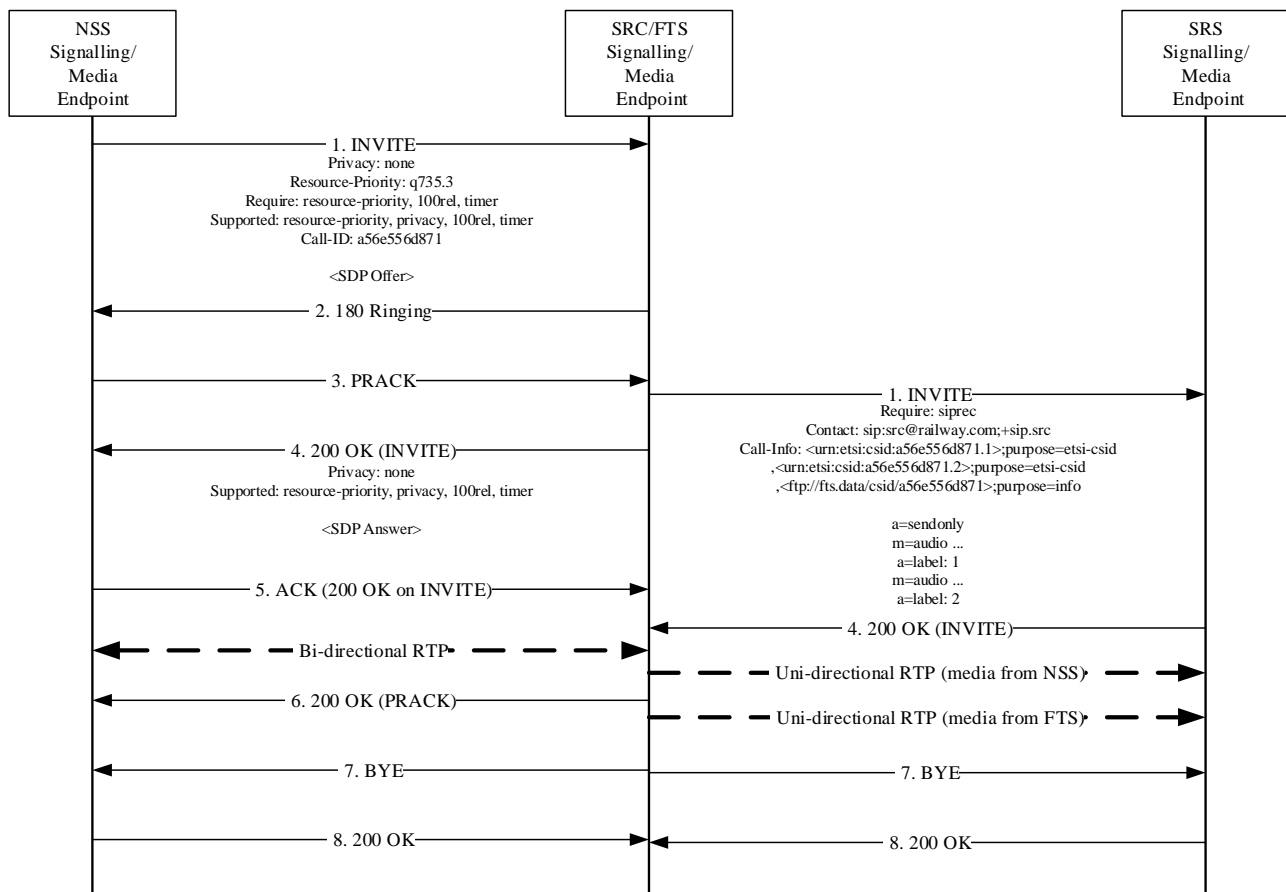 NSS
Signalling/
Media
Endpoint
SRC/FTS
Signalling/
Media
Endpoint
SRS
Signalling/
Media
Endpoint
1. INVITE
Privacy: none
Resource-Priority: q735.3
Require: resource-priority, 100rel, timer
Supported: resource-priority, privacy, 100rel, timer
Call-ID: a56e556d871
<SDP Offer>
2. 180 Ringing
3. PRACK
1. INVITE
Require: siprec
Contact: sip:src@railway.com;+sip.src
Call-Info: <urn:etsi:csid:a56e556d871.1>;purpose=etsi-csid
,<urn:etsi:csid:a56e556d871.2>;purpose=etsi-csid
,<ftp://fts.data/csid/a56e556d871>;purpose=info
a=sendonly
m=audio ...
a=label: 1
m=audio ...
a=label: 2
4. 200 OK (INVITE)
Privacy: none
Supported: resource-priority, privacy, 100rel, timer
<SDP Answer>
5. ACK (200 OK on INVITE)
4. 200 OK (INVITE)
Bi-directional RTP
Uni-directional RTP (media from NSS)
6. 200 OK (PRACK)
Uni-directional RTP (media from FTS)
7. BYE
7. BYE
8. 200 OK
8. 200 OK